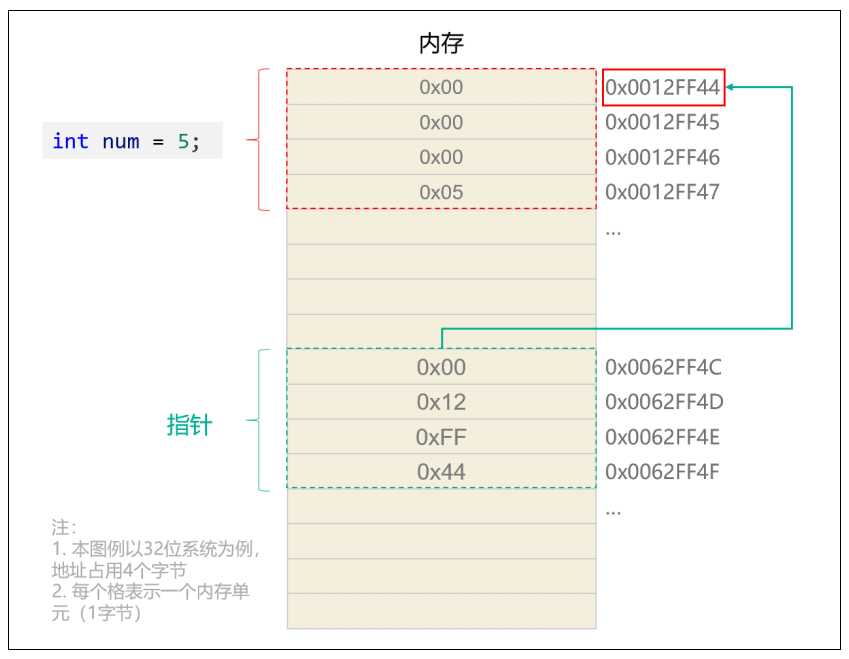 内存
int num = 5;
0x00 0x0012FF44
0x00 0x0012FF45
0x00 0x0012FF46
0x05 0x0012FF47
...
指针
0x00 0x0062FF4C
0x12 0x0062FF4D
0xFF 0x0062FF4E
0x44 0x0062FF4F
...
注：
1. 本图例以32位系统为例，
地址占用4个字节
2. 每个格表示一个内存单
元（1字节）